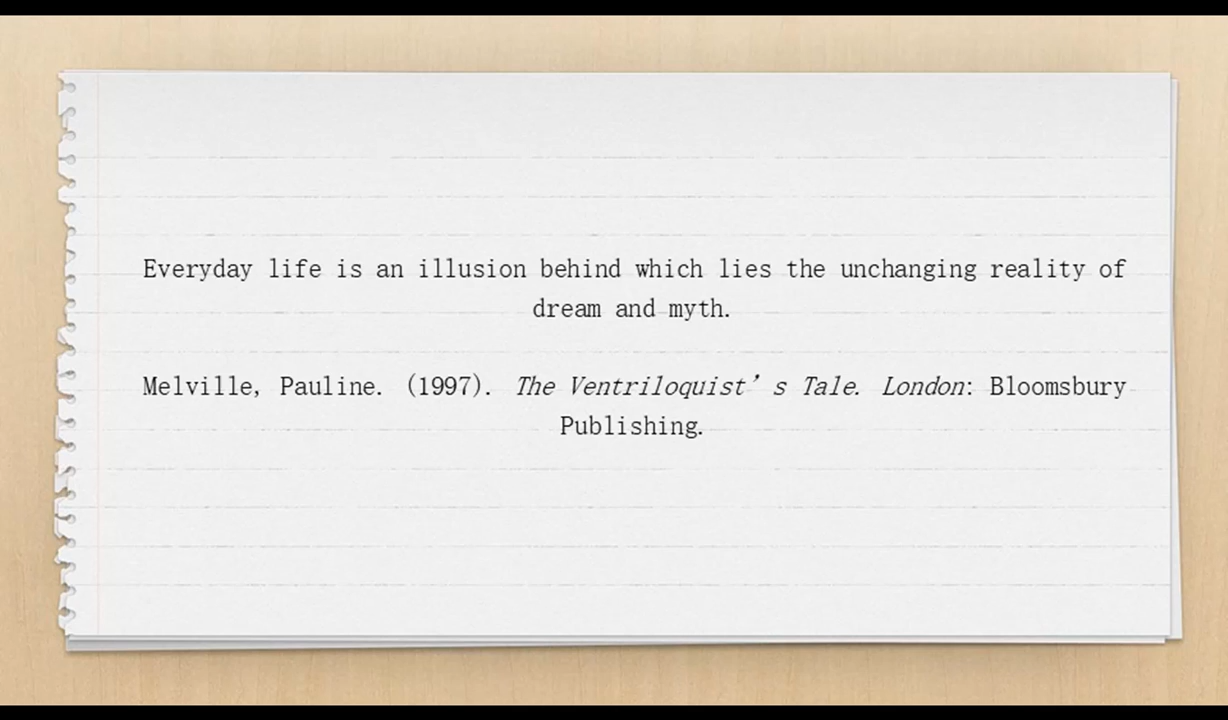 Everyday life is an illusion behind which lies the unchanging reality of
dream and myth.
Melville, Pauline. (1997). The Ventriloquist’s Tale. London: Bloomsbury
Publishing.